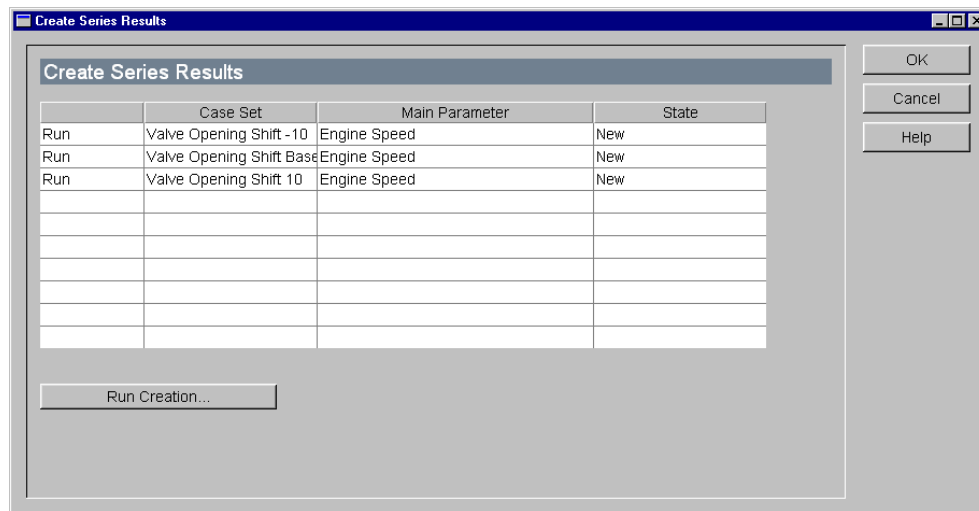 Create Series Results
Create Series Results
OK
Cancel
Help
Case Set Main Parameter State
Run Valve Opening Shift -10 Engine Speed New
Run Valve Opening Shift Base Engine Speed New
Run Valve Opening Shift 10 Engine Speed New
Run Creation...